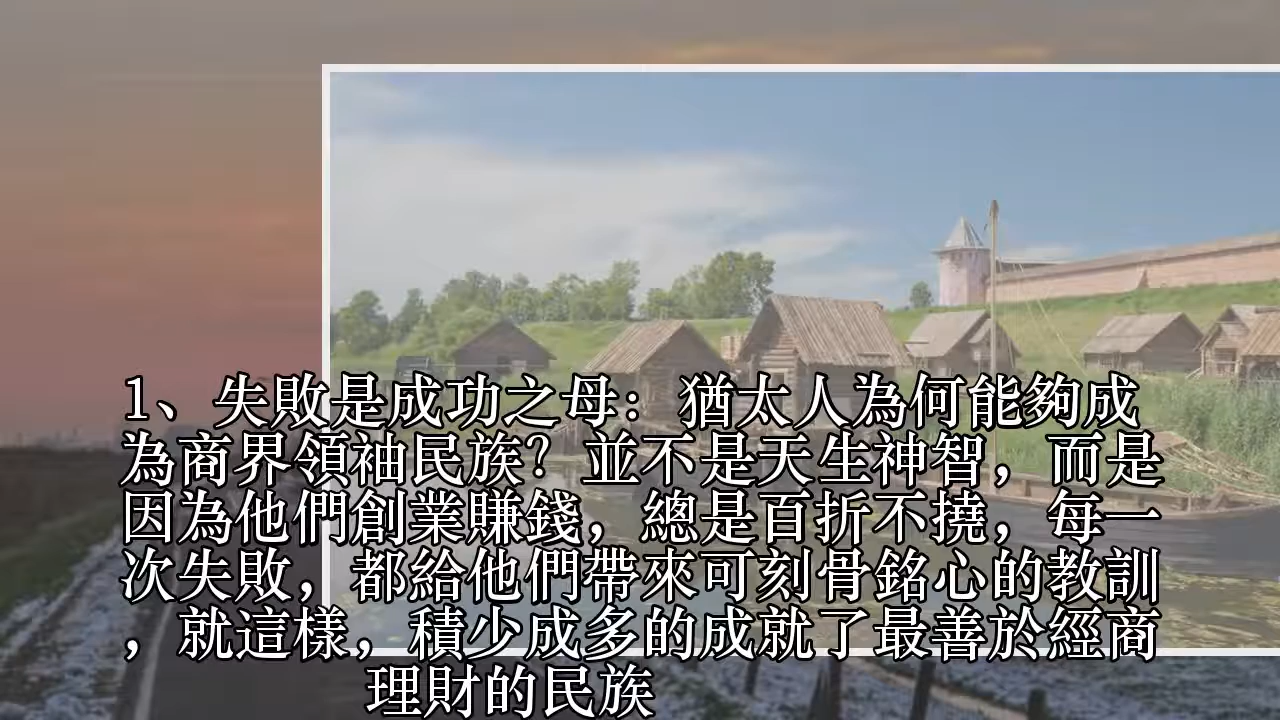 1、失敗是成功之母：猶太人為何能夠成
為商界領袖民族？並不是天生神智，而是
因為他們創業賺錢，總是百折不撓，每一
次失敗，都給他們帶來可刻骨銘心的教訓
，就這樣，積少成多的成就了最善於經商
理財的民族